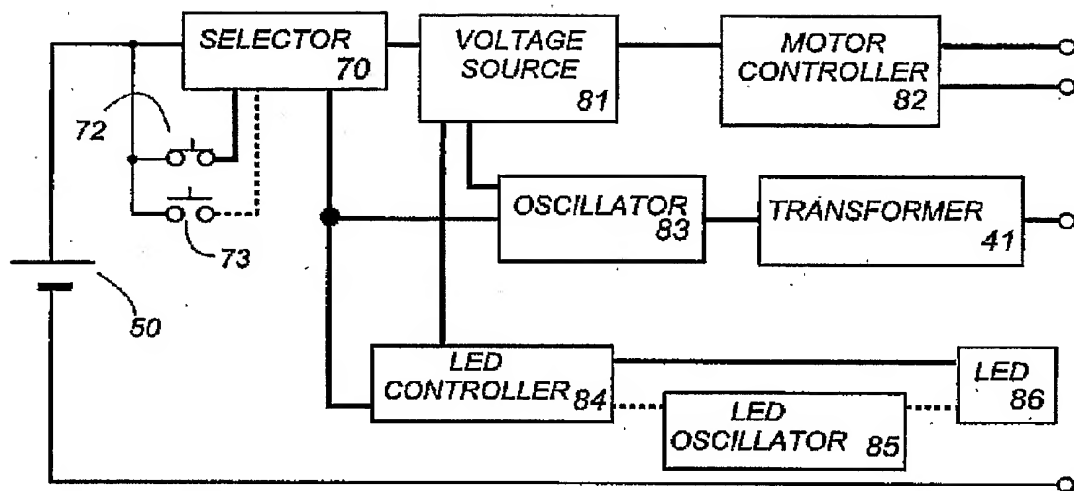 SELECTOR
70
VOLTAGE
SOURCE
81
MOTOR
CONTROLLER
82
72
73
OSCILLATOR
83
TRANSFORMER
41
50
LED
CONTROLLER 84
LED
86
LED
OSCILLATOR 85